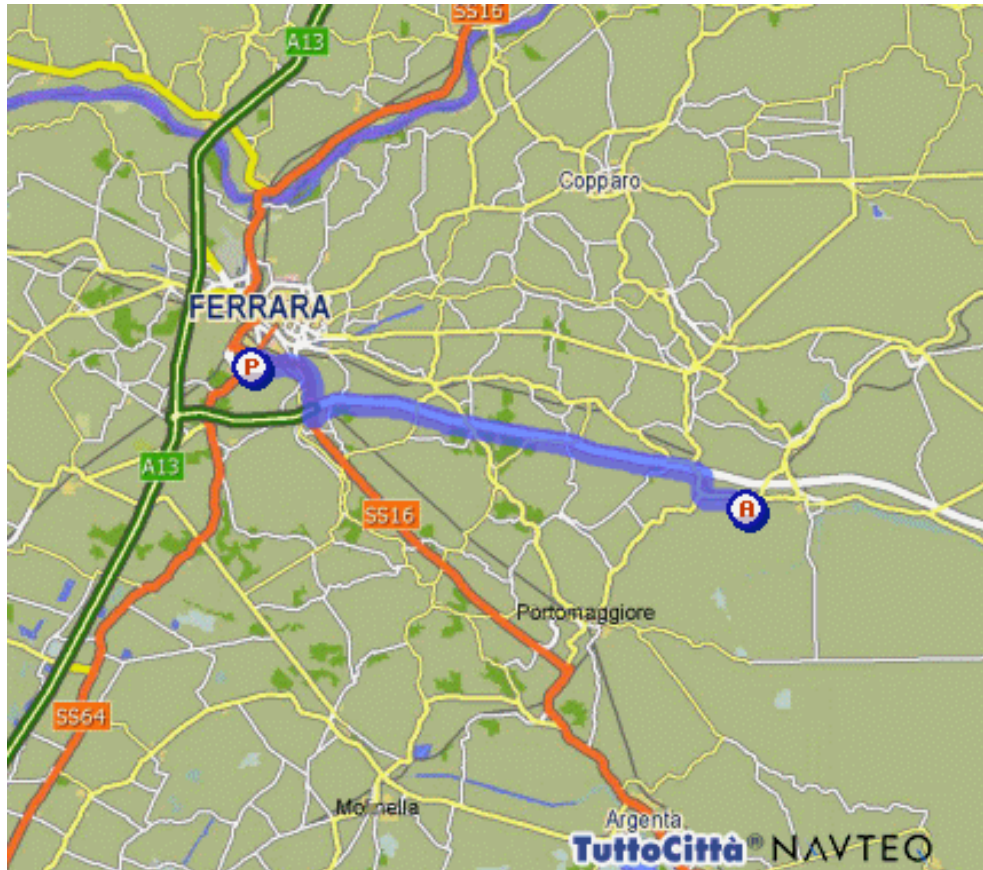 SS16
A13
Copparo
FERRARA
P
A13
A
SS16
Portomaggiore
SS64
Molinella
Argenta
TuttoCittà® NAVTEQ